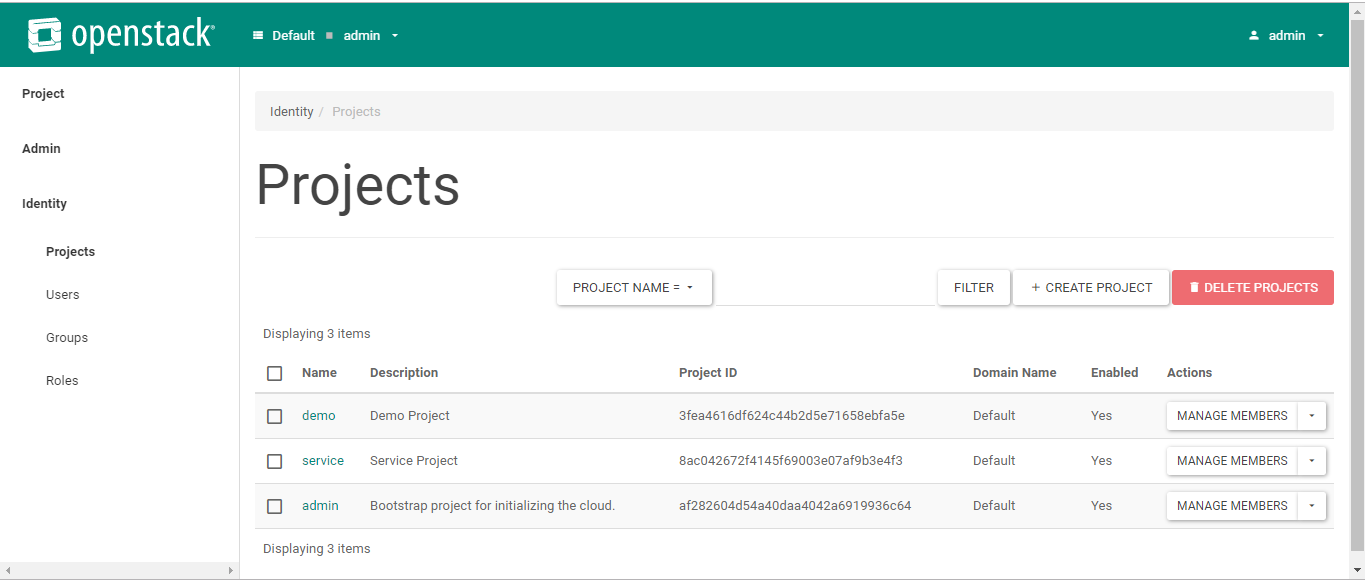 openstack®
Default admin
admin
Project
Admin
Identity
Projects
Users
Groups
Roles
Identity / Projects
Projects
PROJECT NAME =
FILTER
+ CREATE PROJECT
DELETE PROJECTS
Displaying 3 items
Name Description Project ID Domain Name Enabled Actions
demo Demo Project 3fea4616df624c44b2d5e71658ebfa5e Default Yes MANAGE MEMBERS
service Service Project 8ac042672f4145f69003e07af9b3e4f3 Default Yes MANAGE MEMBERS
admin Bootstrap project for initializing the cloud. af282604d54a40daa4042a6919936c64 Default Yes MANAGE MEMBERS
Displaying 3 items